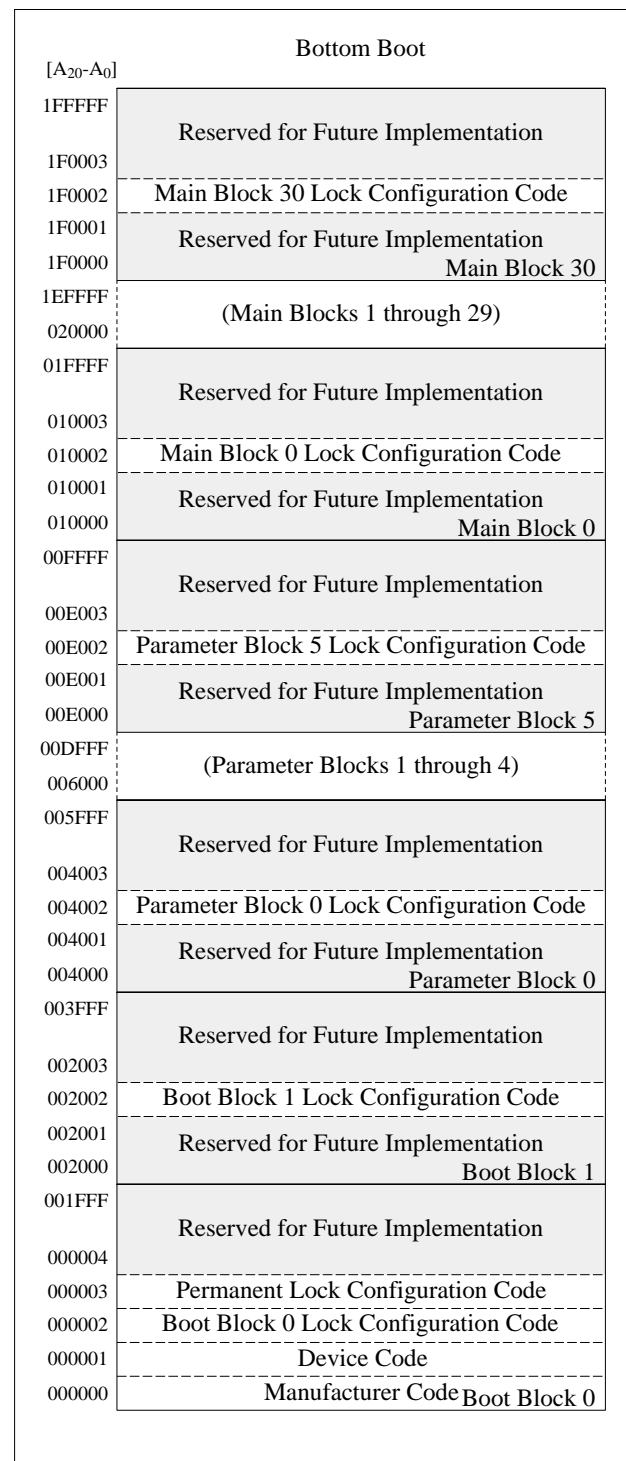 Bottom Boot
[A20-A0]
1FFFFF
Reserved for Future Implementation
1F0003
1F0002 Main Block 30 Lock Configuration Code
1F0001
Reserved for Future Implementation
1F0000 Main Block 30
1EFFFF
(Main Blocks 1 through 29)
020000
01FFFF
Reserved for Future Implementation
010003
010002 Main Block 0 Lock Configuration Code
010001
Reserved for Future Implementation
010000 Main Block 0
00FFFF
Reserved for Future Implementation
00E003
00E002 Parameter Block 5 Lock Configuration Code
00E001
Reserved for Future Implementation
00E000 Parameter Block 5
00DFFF
(Parameter Blocks 1 through 4)
006000
005FFF
Reserved for Future Implementation
004003
004002 Parameter Block 0 Lock Configuration Code
004001
Reserved for Future Implementation
004000 Parameter Block 0
003FFF
Reserved for Future Implementation
002003
002002 Boot Block 1 Lock Configuration Code
002001
Reserved for Future Implementation
002000 Boot Block 1
001FFF
Reserved for Future Implementation
000004
000003 Permanent Lock Configuration Code
000002 Boot Block 0 Lock Configuration Code
000001 Device Code
000000 Manufacturer Code Boot Block 0